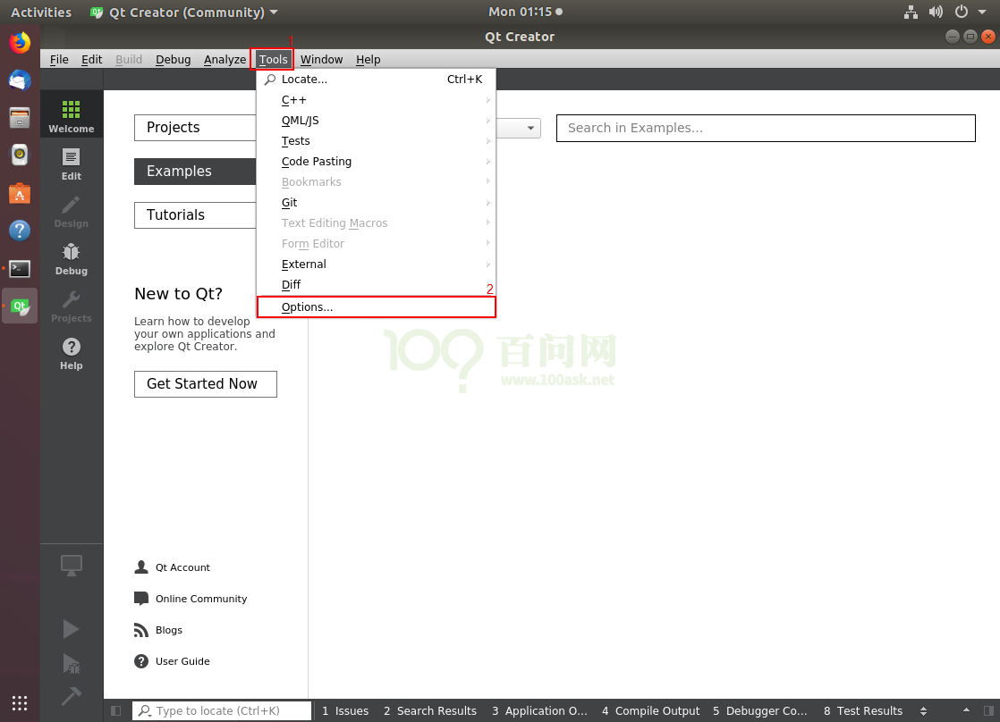 Activities Qt Creator (Community) Mon 01:15
Qt Creator
1
File Edit Build Debug Analyze Tools Window Help
Locate... Ctrl+K
C++
QML/JS
Tests
Code Pasting
Bookmarks
Git
Text Editing Macros
Form Editor
External
Diff
2
Options...
Welcome
Edit
Design
Debug
Projects
Help
Projects
Examples
Tutorials
Search in Examples...
New to Qt?
Learn how to develop
your own applications and
explore Qt Creator.
Get Started Now
100?
百问网
www.100ask.net
Qt Account
Online Community
Blogs
User Guide
Type to locate (Ctrl+K) 1 Issues 2 Search Results 3 Application O... 4 Compile Output 5 Debugger Co... 8 Test Results